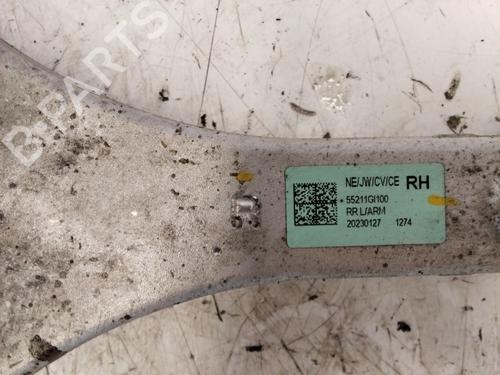 B-PARTS
NE/JW/CV/CE RH
55211GI100
RR L/ARM
20230127 1274